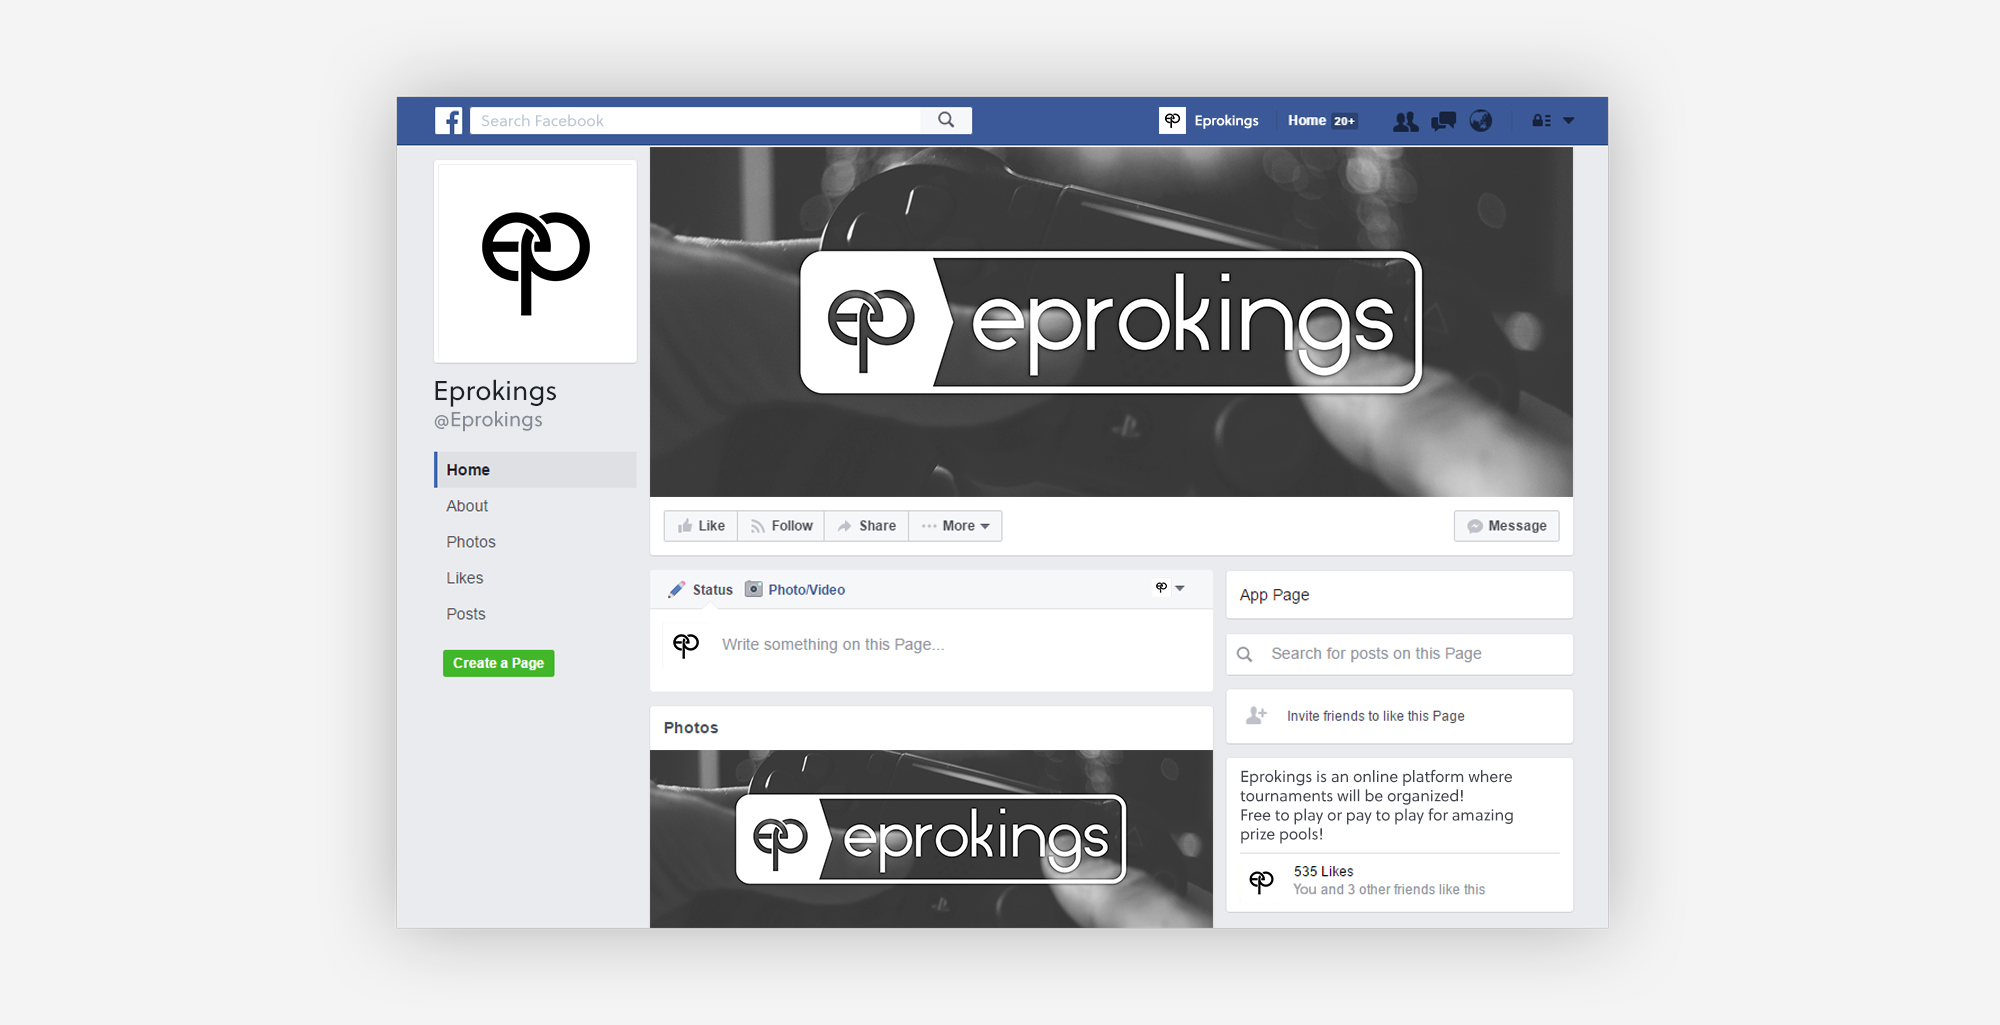 Search Facebook
Eprokings
Home 20+
ep
eprokings
Eprokings
@Eprokings
Home
About
Photos
Likes
Posts
Create a Page
Like
Follow
Share
More
Message
Status
Photo/Video
Write something on this Page...
Photos
ep
eprokings
App Page
Search for posts on this Page
Invite friends to like this Page
Eprokings is an online platform where
tournaments will be organized!
Free to play or pay to play for amazing
prize pools!
535 Likes
You and 3 other friends like this